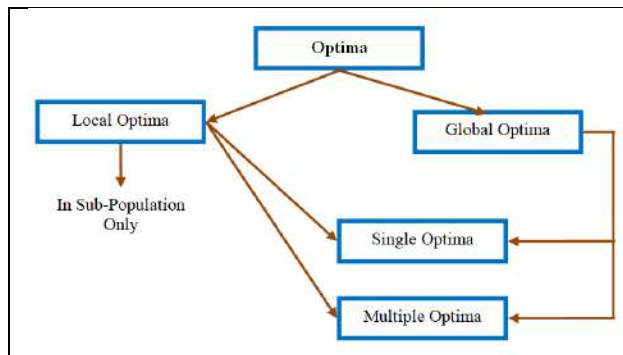 Optima
Local Optima
Global Optima
In Sub-Population
Only
Single Optima
Multiple Optima